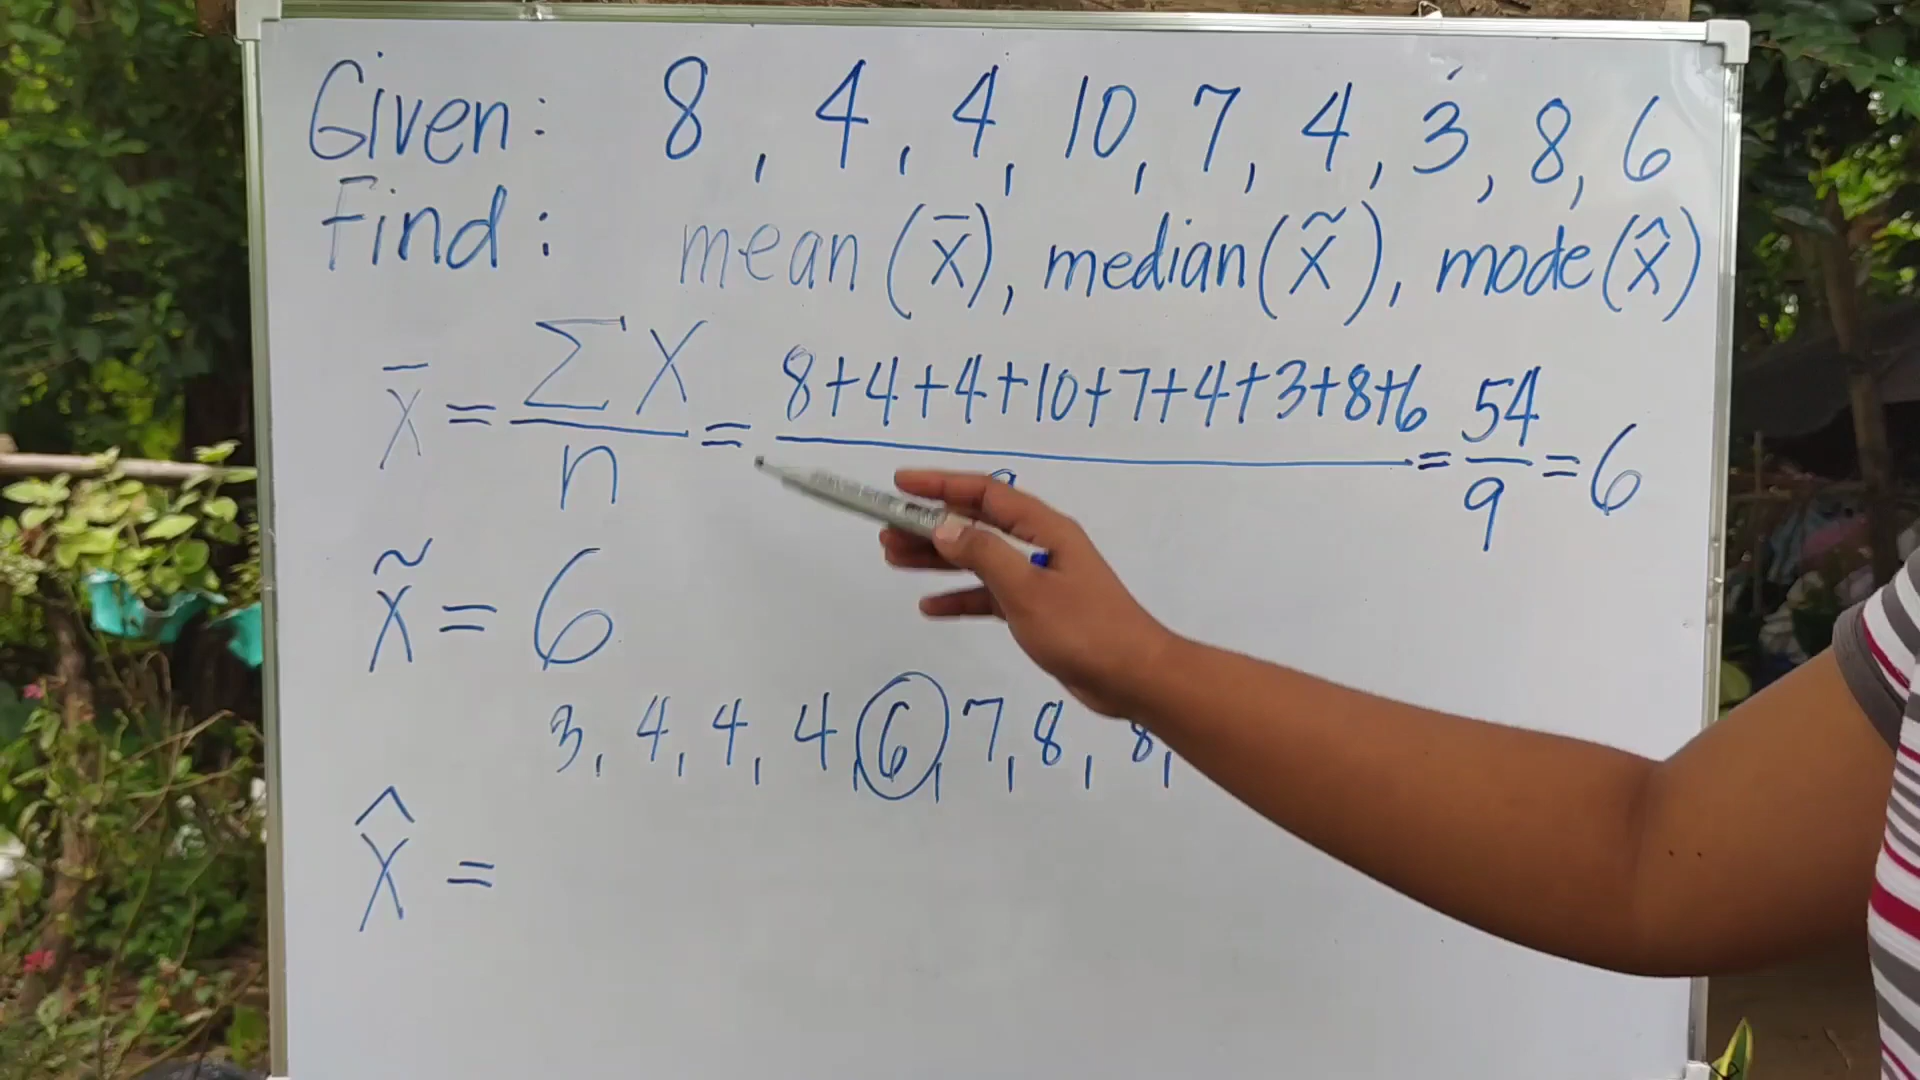 Given: 8, 4, 4, 10, 7, 4, 3, 8, 6
Find: mean (x̄), median (x̃), mode (x̂)
x̄ = ΣX / n = 8+4+4+10+7+4+3+8+6 / = 54 / 9 = 6
x̃ = 6
3, 4, 4, 4, 6, 7, 8, 8,
x̂ =